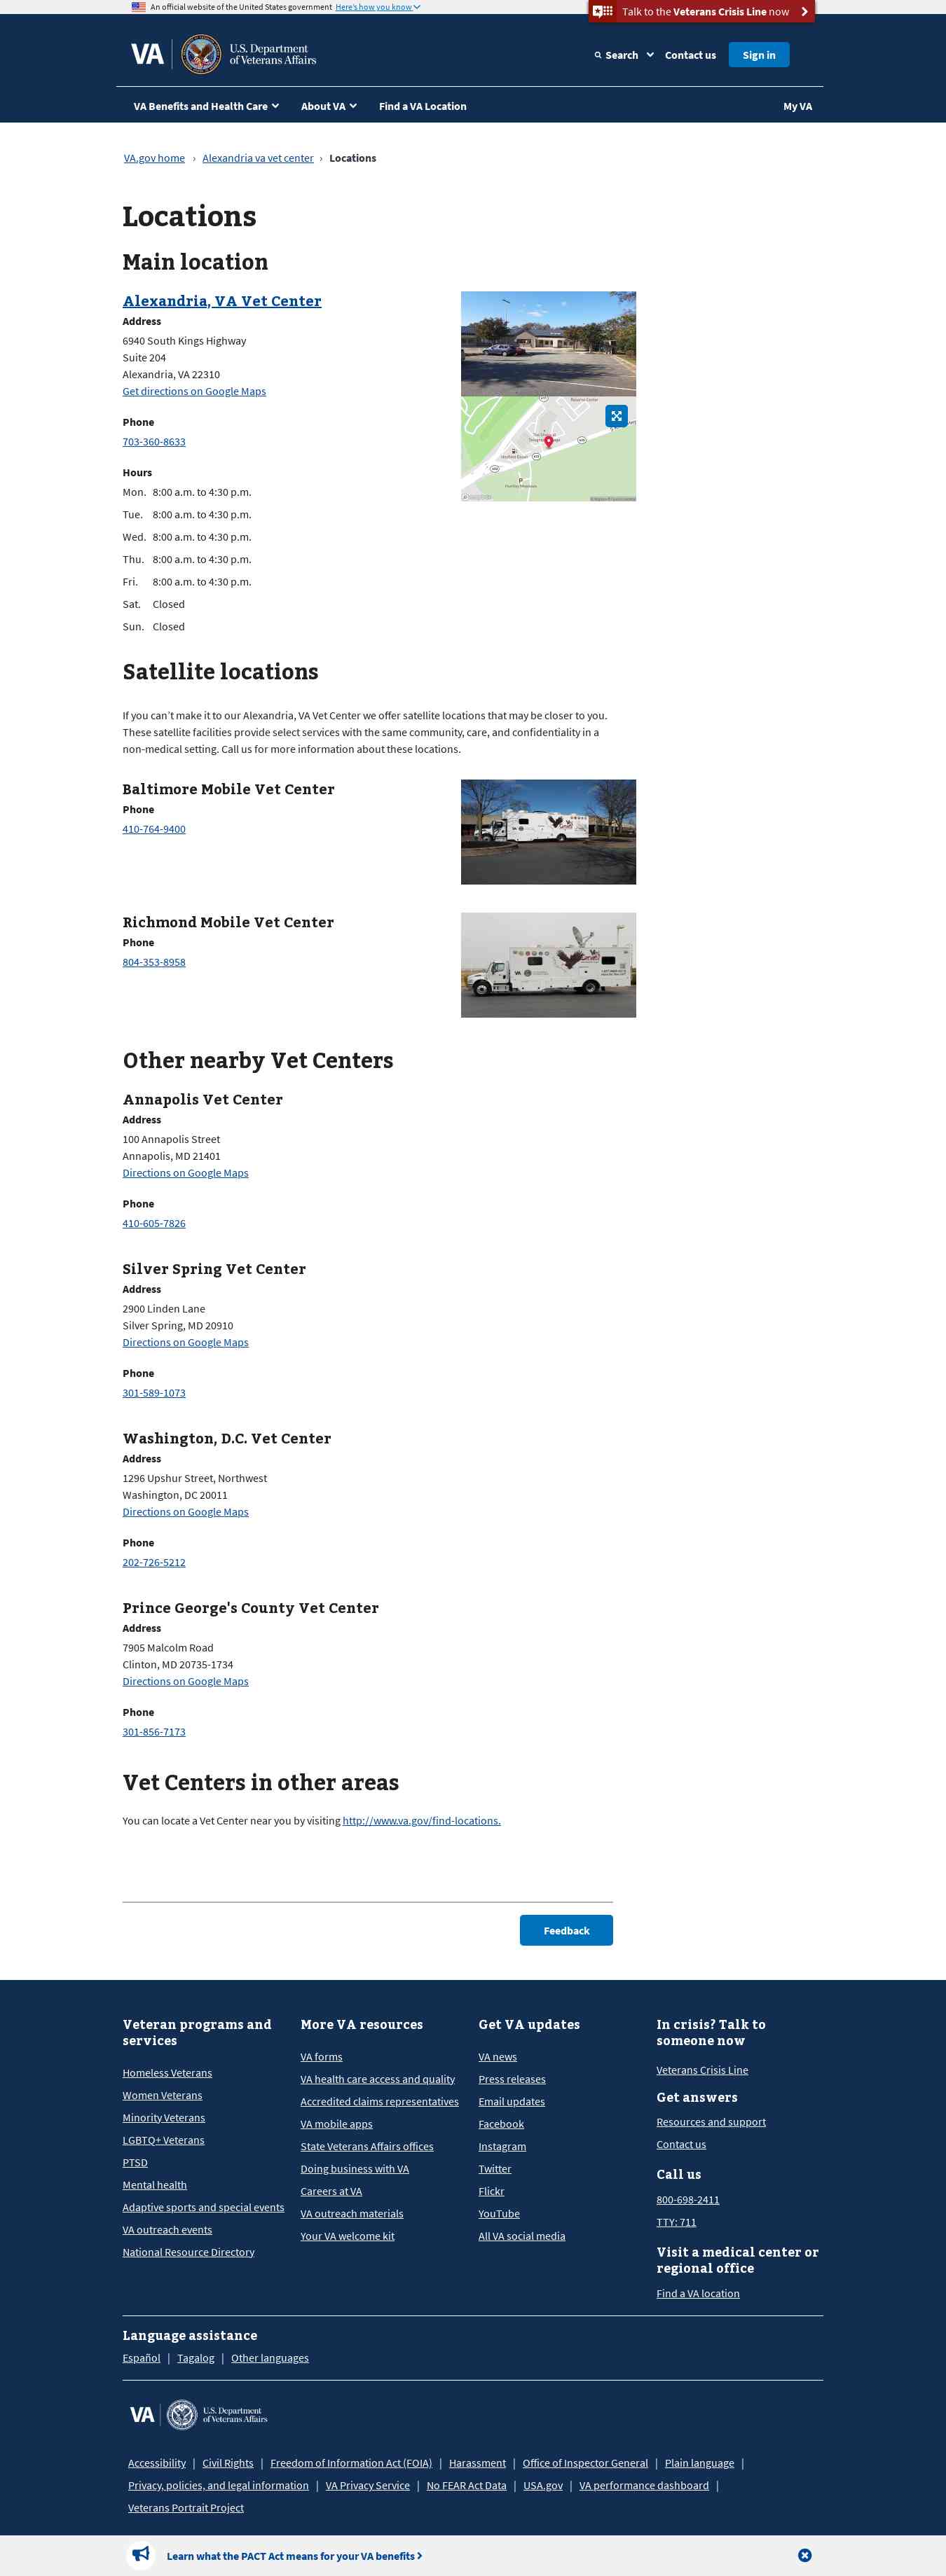 An official website of the United States government Here's how you know
Talk to the Veterans Crisis Line now
VA
U.S. Department
of Veterans Affairs
Search
Contact us
Sign in
VA Benefits and Health Care
About VA
Find a VA Location
My VA
VA.gov home › Alexandria va vet center › Locations
Locations
Main location
Alexandria, VA Vet Center
Address
6940 South Kings Highway
Suite 204
Alexandria, VA 22310
Get directions on Google Maps
Phone
703-360-8633
Hours
Mon. 8:00 a.m. to 4:30 p.m.
Tue. 8:00 a.m. to 4:30 p.m.
Wed. 8:00 a.m. to 4:30 p.m.
Thu. 8:00 a.m. to 4:30 p.m.
Fri. 8:00 a.m. to 4:30 p.m.
Sat. Closed
Sun. Closed
Satellite locations
If you can’t make it to our Alexandria, VA Vet Center we offer satellite locations that may be closer to you.
These satellite facilities provide select services with the same community, care, and confidentiality in a
non-medical setting. Call us for more information about these locations.
Baltimore Mobile Vet Center
Phone
410-764-9400
Richmond Mobile Vet Center
Phone
804-353-8958
Other nearby Vet Centers
Annapolis Vet Center
Address
100 Annapolis Street
Annapolis, MD 21401
Directions on Google Maps
Phone
410-605-7826
Silver Spring Vet Center
Address
2900 Linden Lane
Silver Spring, MD 20910
Directions on Google Maps
Phone
301-589-1073
Washington, D.C. Vet Center
Address
1296 Upshur Street, Northwest
Washington, DC 20011
Directions on Google Maps
Phone
202-726-5212
Prince George's County Vet Center
Address
7905 Malcolm Road
Clinton, MD 20735-1734
Directions on Google Maps
Phone
301-856-7173
Vet Centers in other areas
You can locate a Vet Center near you by visiting http://www.va.gov/find-locations.
Feedback
Veteran programs and
services
Homeless Veterans
Women Veterans
Minority Veterans
LGBTQ+ Veterans
PTSD
Mental health
Adaptive sports and special events
VA outreach events
National Resource Directory
More VA resources
VA forms
VA health care access and quality
Accredited claims representatives
VA mobile apps
State Veterans Affairs offices
Doing business with VA
Careers at VA
VA outreach materials
Your VA welcome kit
Get VA updates
VA news
Press releases
Email updates
Facebook
Instagram
Twitter
Flickr
YouTube
All VA social media
In crisis? Talk to
someone now
Veterans Crisis Line
Get answers
Resources and support
Contact us
Call us
800-698-2411
TTY: 711
Visit a medical center or
regional office
Find a VA location
Language assistance
Español | Tagalog | Other languages
VA
U.S. Department
of Veterans Affairs
Accessibility | Civil Rights | Freedom of Information Act (FOIA) | Harassment | Office of Inspector General | Plain language |
Privacy, policies, and legal information | VA Privacy Service | No FEAR Act Data | USA.gov | VA performance dashboard |
Veterans Portrait Project
Learn what the PACT Act means for your VA benefits